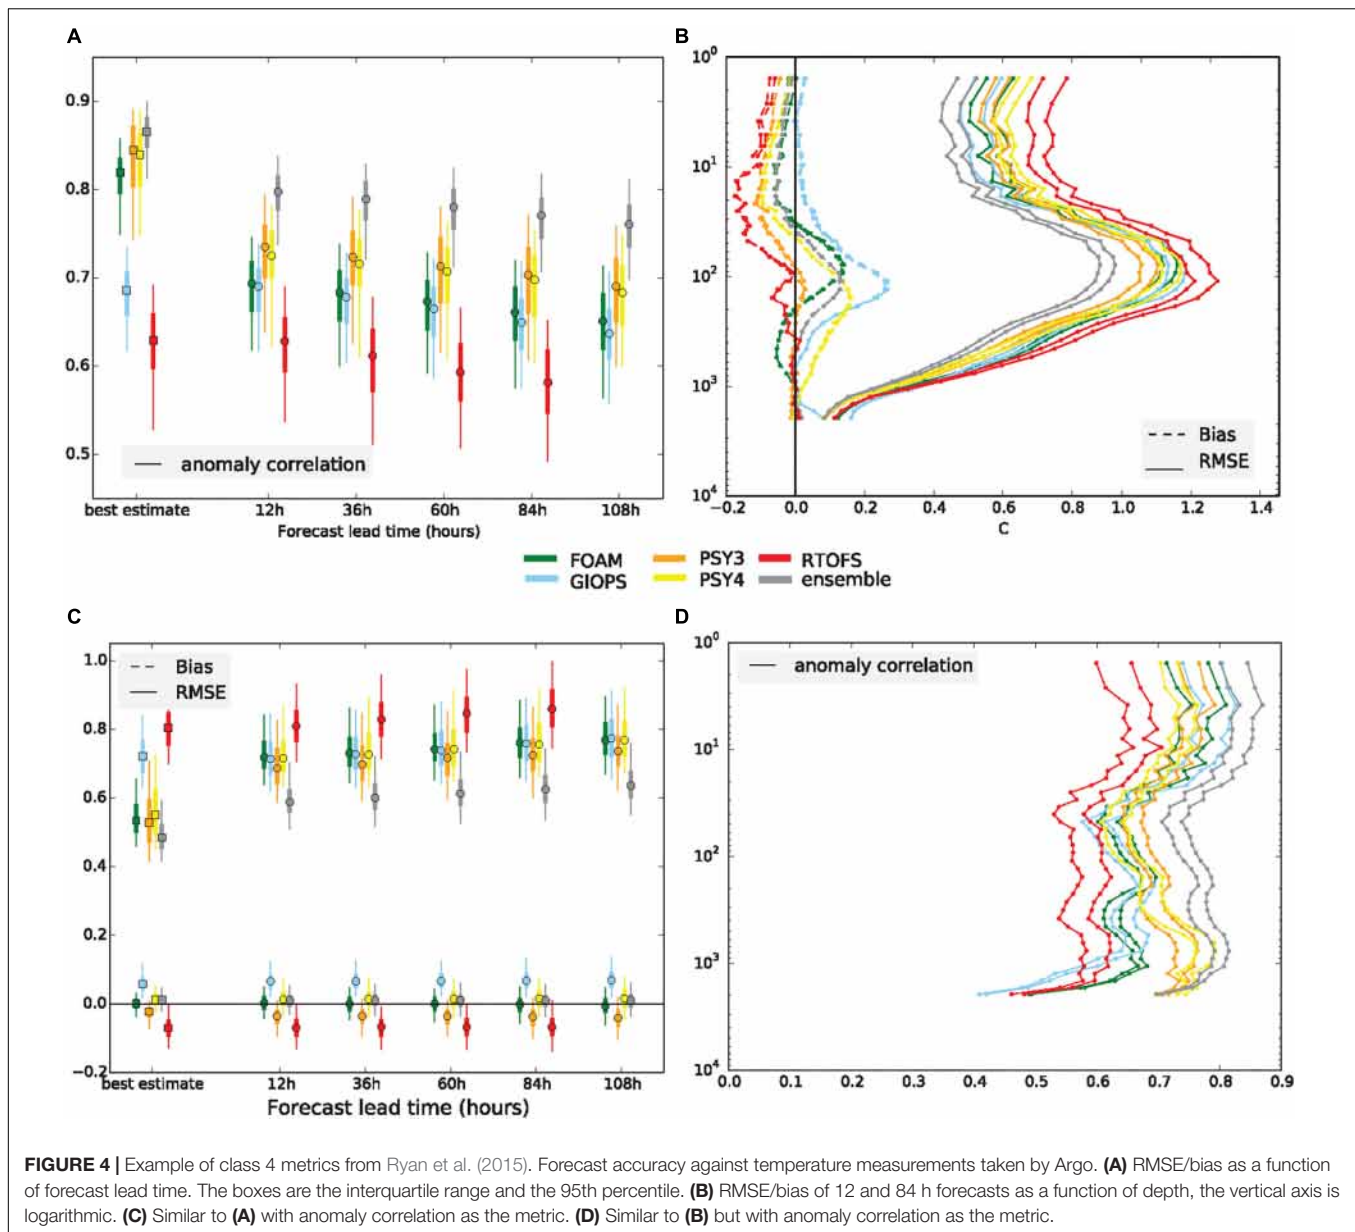 A
0.9
0.8
0.7
0.6
0.5
anomaly correlation
best estimate 12h 36h 60h 84h 108h
Forecast lead time (hours)
B
10⁰
10¹
10²
10³
10⁴
Bias
RMSE
−0.2 0.0 0.2 0.4 0.6 0.8 1.0 1.2 1.4
C
FOAM PSY3 RTOFS
GIOPS PSY4 ensemble
C
Bias
RMSE
1.0
0.8
0.6
0.4
0.2
0.0
−0.2
best estimate 12h 36h 60h 84h 108h
Forecast lead time (hours)
D
anomaly correlation
10⁰
10¹
10²
10³
10⁴
0.0 0.1 0.2 0.3 0.4 0.5 0.6 0.7 0.8 0.9
FIGURE 4 | Example of class 4 metrics from Ryan et al. (2015). Forecast accuracy against temperature measurements taken by Argo. (A) RMSE/bias as a function
of forecast lead time. The boxes are the interquartile range and the 95th percentile. (B) RMSE/bias of 12 and 84 h forecasts as a function of depth, the vertical axis is
logarithmic. (C) Similar to (A) with anomaly correlation as the metric. (D) Similar to (B) but with anomaly correlation as the metric.